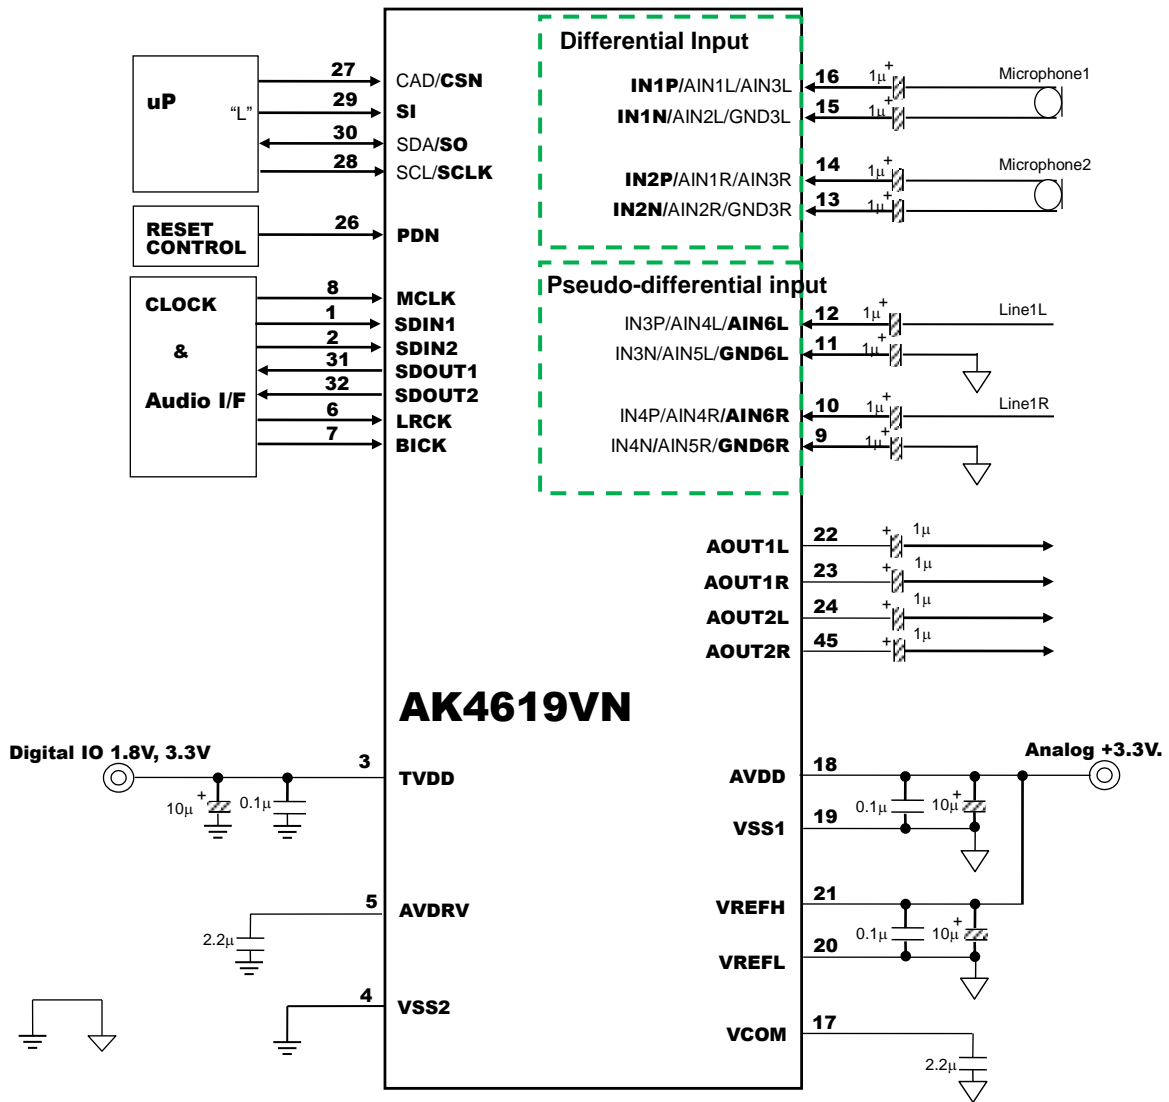 Differential Input
uP
"L"
27
CAD/CSN
29
SI
30
SDA/SO
28
SCL/SCLK
RESET
CONTROL
26
PDN
CLOCK
&
Audio I/F
8
MCLK
1
SDIN1
2
SDIN2
31
SDOUT1
32
SDOUT2
6
LRCK
7
BICK
IN1P/AIN1L/AIN3L
16
1μ
+
Microphone1
IN1N/AIN2L/GND3L
15
1μ
+
IN2P/AIN1R/AIN3R
14
1μ
+
Microphone2
IN2N/AIN2R/GND3R
13
1μ
+
Pseudo-differential input
IN3P/AIN4L/AIN6L
12
1μ
+
Line1L
IN3N/AIN5L/GND6L
11
1μ
+
IN4P/AIN4R/AIN6R
10
1μ
+
Line1R
IN4N/AIN5R/GND6R
9
1μ
+
AOUT1L
22
+
1μ
AOUT1R
23
+
1μ
AOUT2L
24
+
1μ
AOUT2R
45
+
1μ
AK4619VN
Digital IO 1.8V, 3.3V
3
TVDD
10μ
+
0.1μ
5
AVDRV
2.2μ
4
VSS2
Analog +3.3V.
AVDD
18
0.1μ
10μ
+
VSS1
19
VREFH
21
0.1μ
10μ
+
VREFL
20
VCOM
17
2.2μ